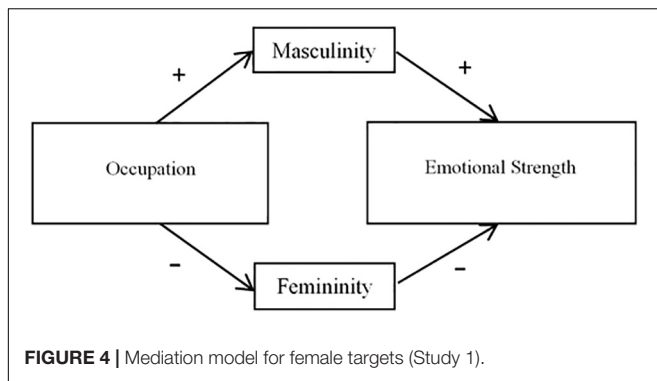 Masculinity
+
+
Occupation
Emotional Strength
−
−
Femininity
FIGURE 4 | Mediation model for female targets (Study 1).